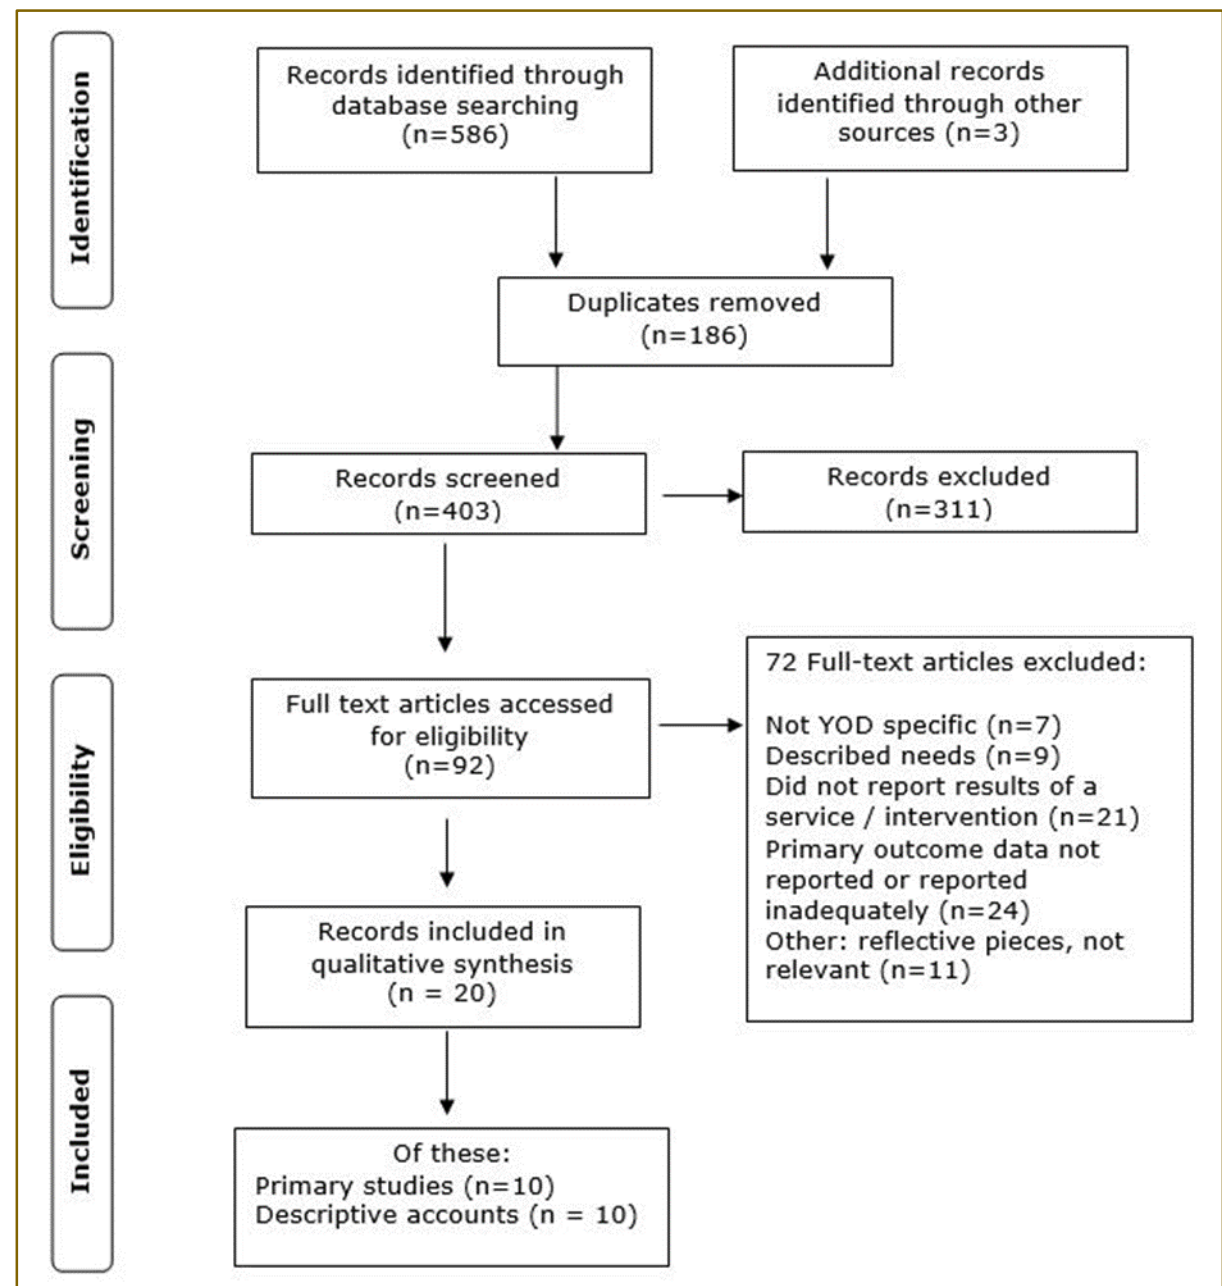 Identification
Records identified through
database searching
(n=586)
Additional records
identified through other
sources (n=3)
Duplicates removed
(n=186)
Screening
Records screened
(n=403)
Records excluded
(n=311)
Eligibility
Full text articles accessed
for eligibility
(n=92)
72 Full-text articles excluded:
Not YOD specific (n=7)
Described needs (n=9)
Did not report results of a
service / intervention (n=21)
Primary outcome data not
reported or reported
inadequately (n=24)
Other: reflective pieces, not
relevant (n=11)
Records included in
qualitative synthesis
(n = 20)
Included
Of these:
Primary studies (n=10)
Descriptive accounts (n = 10)